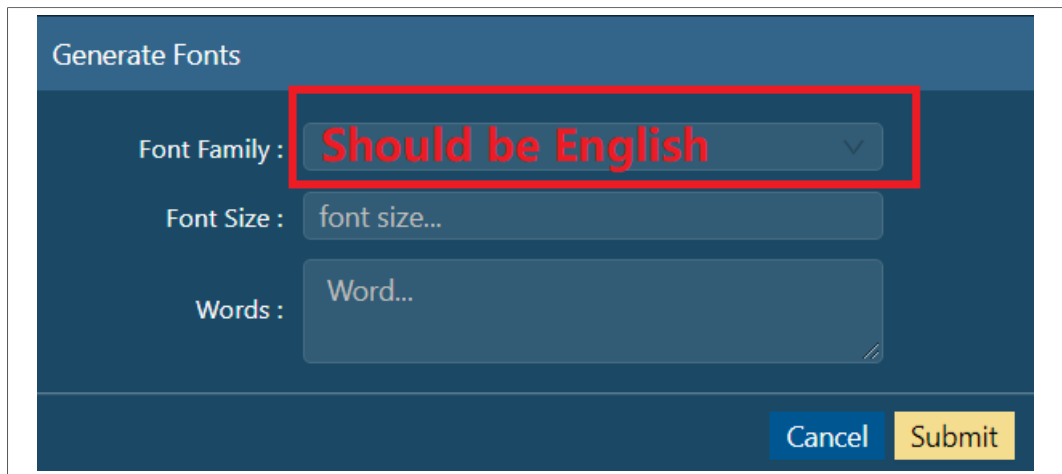 Generate Fonts
Font Family : Should be English
Font Size : font size...
Words : Word...
Cancel Submit